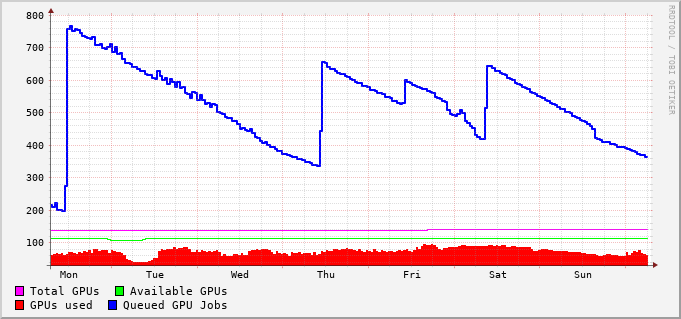 800
700
600
500
400
300
200
100
Mon Tue Wed Thu Fri Sat Sun
RRDTOOL / TOBI OETIKER
Total GPUs Available GPUs
GPUs used Queued GPU Jobs